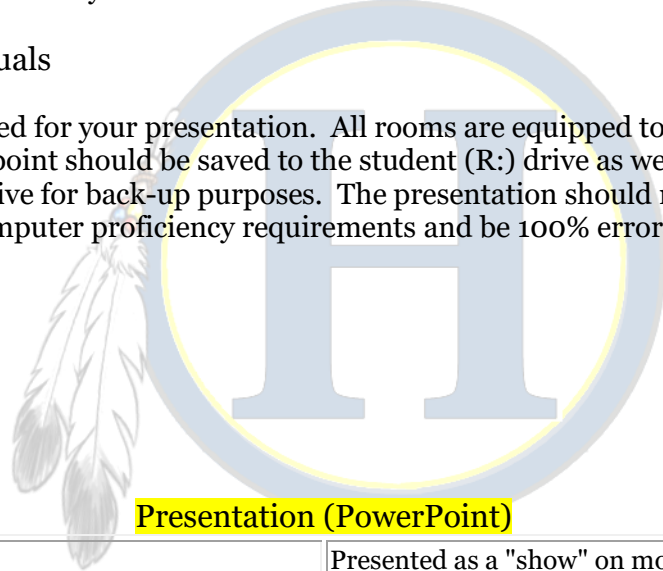 uals
ed for your presentation. All rooms are equipped to
point should be saved to the student (R:) drive as we
ive for back-up purposes. The presentation should
mputer proficiency requirements and be 100% error
H
Presentation (PowerPoint)
Presented as a "show" on mo